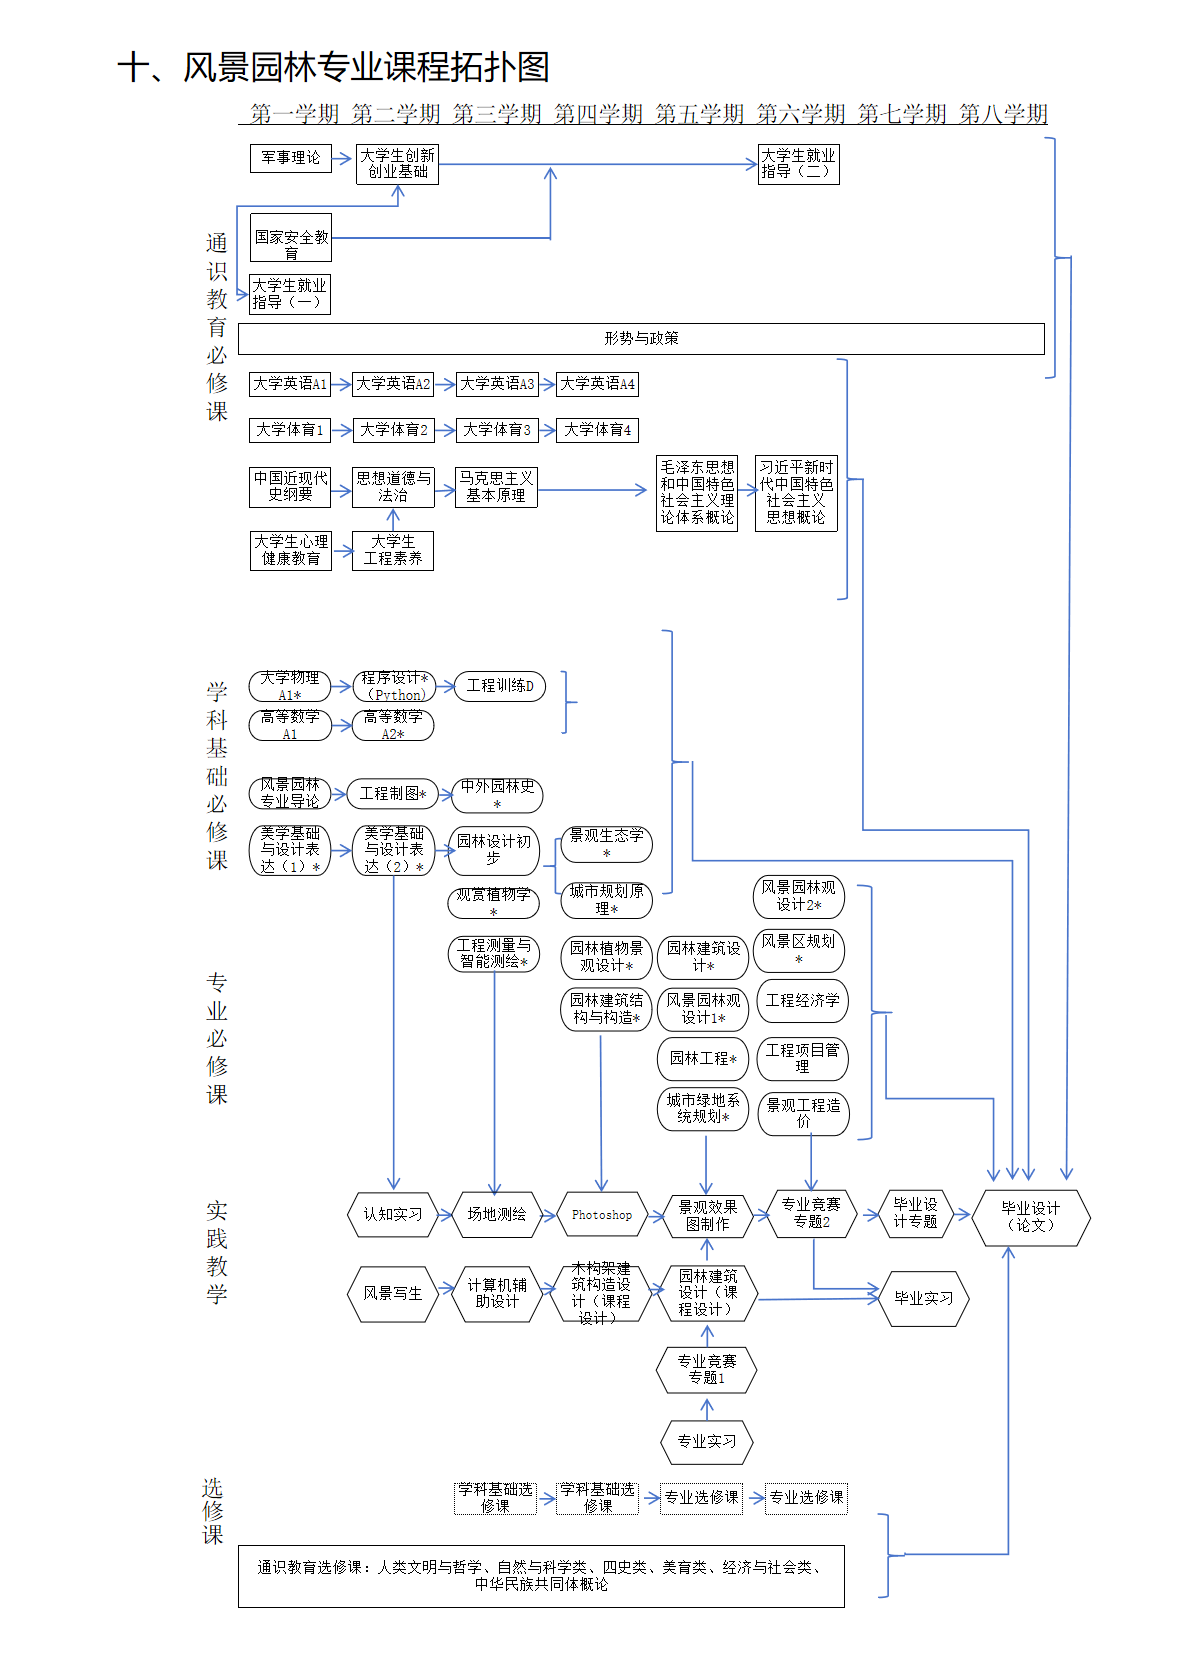 十、风景园林专业课程拓扑图
第一学期 第二学期 第三学期 第四学期 第五学期 第六学期 第七学期 第八学期
通识教育必修课
军事理论
大学生创新
创业基础
大学生就业
指导（二）
国家安全教
育
大学生就业
指导（一）
形势与政策
大学英语A1
大学英语A2
大学英语A3
大学英语A4
大学体育1
大学体育2
大学体育3
大学体育4
中国近现代
史纲要
思想道德与
法治
马克思主义
基本原理
毛泽东思想
和中国特色
社会主义理
论体系概论
习近平新时
代中国特色
社会主义
思想概论
大学生心理
健康教育
大学生
工程素养
学科基础必修课
大学物理
A1*
程序设计*
（Python）
工程训练D
高等数学
A1
高等数学
A2*
风景园林
专业导论
工程制图*
中外园林史
*
美学基础
与设计表
达（1）*
美学基础
与设计表
达（2）*
园林设计初
步
景观生态学
*
观赏植物学
*
城市规划原
理*
风景园林观
设计2*
专业必修课
工程测量与
智能测绘*
园林植物景
观设计*
园林建筑设
计*
风景区规划
*
园林建筑结
构与构造*
风景园林观
设计1*
工程经济学
园林工程*
工程项目管
理
城市绿地系
统规划*
景观工程造
价
实践教学
认知实习
场地测绘
Photoshop
景观效果
图制作
专业竞赛
专题2
毕业设
计专题
毕业设计
（论文）
风景写生
计算机辅
助设计
木构架建
筑构造设
计（课程
设计）
园林建筑
设计（课
程设计）
毕业实习
专业竞赛
专题1
专业实习
选修课
学科基础选
修课
学科基础选
修课
专业选修课
专业选修课
通识教育选修课：人类文明与哲学、自然与科学类、四史类、美育类、经济与社会类、
中华民族共同体概论